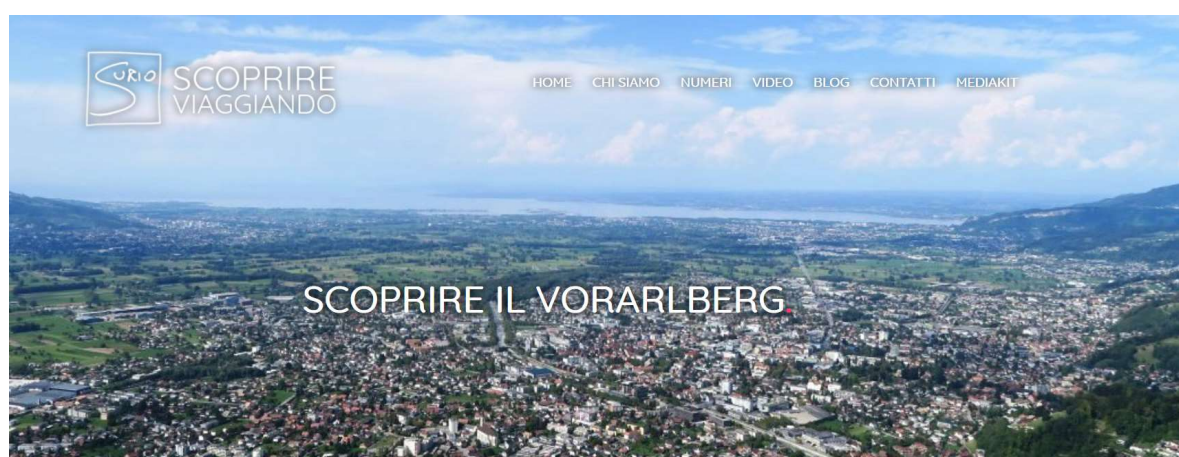 SURIO
SCOPRIRE
VIAGGIANDO
HOME CHI SIAMO NUMERI VIDEO BLOG CONTATTI MEDIAKIT
SCOPRIRE IL VORARLBERG.